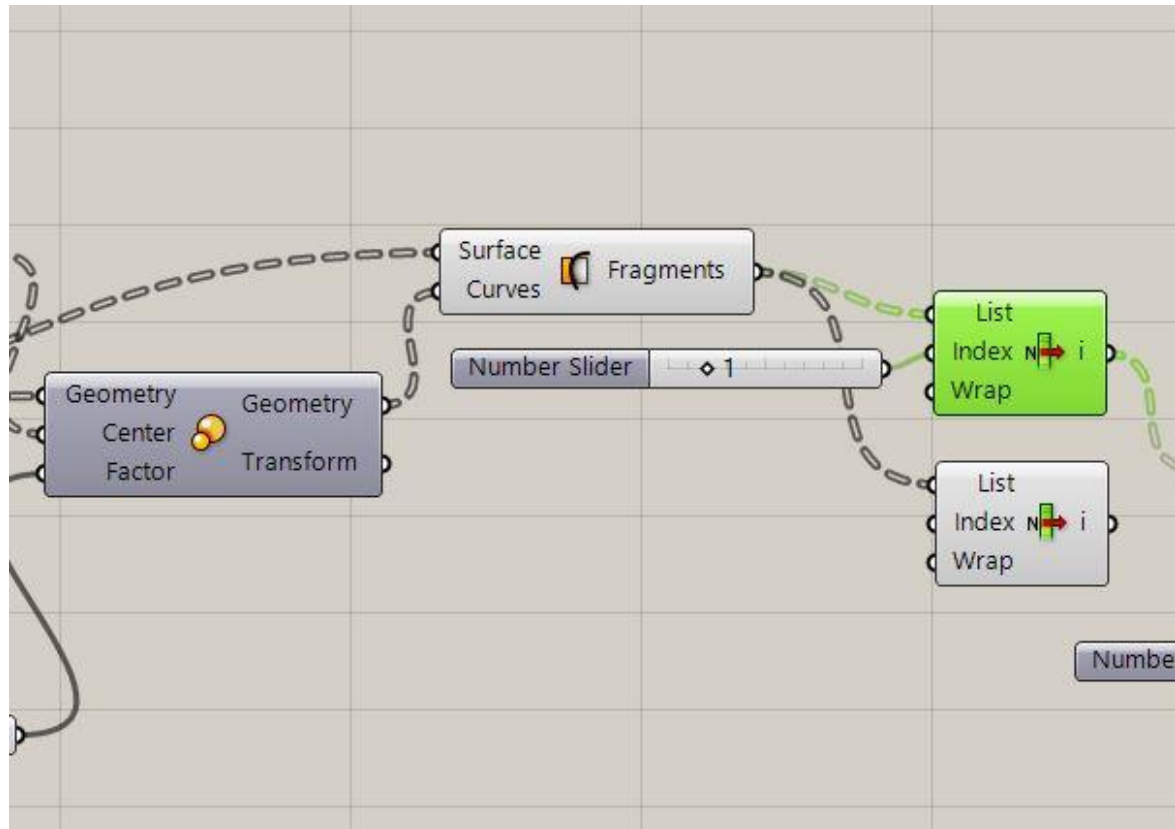 Surface
Curves
Fragments
Number Slider
1
List
Index N i
Wrap
Geometry
Center
Factor
Geometry
Transform
List
Index N i
Wrap
Numbe